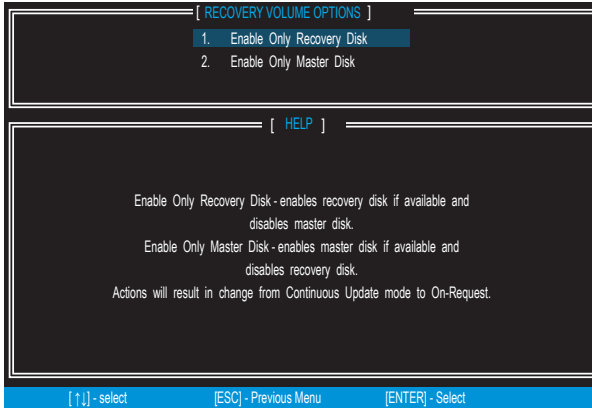 [ RECOVERY VOLUME OPTIONS ]
1. Enable Only Recovery Disk
2. Enable Only Master Disk
[ HELP ]
Enable Only Recovery Disk - enables recovery disk if available and
disables master disk.
Enable Only Master Disk - enables master disk if available and
disables recovery disk.
Actions will result in change from Continuous Update mode to On-Request.
[↑↓] - select [ESC] - Previous Menu [ENTER] - Select